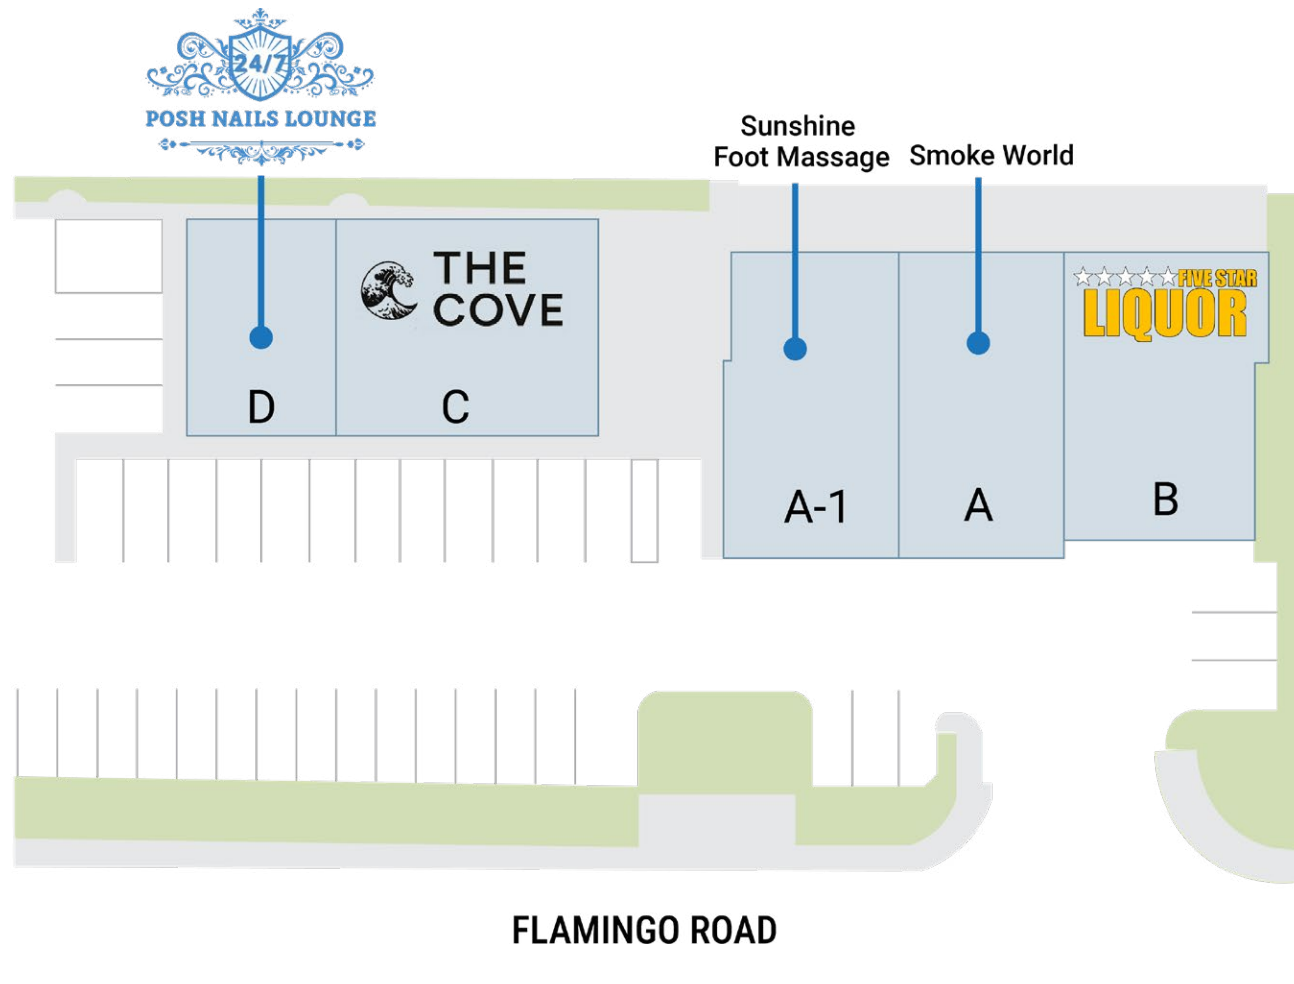 24/7
POSH NAILS LOUNGE
Sunshine
Foot Massage
Smoke World
THE
COVE
FIVE STAR
LIQUOR
D
C
A-1
A
B
FLAMINGO ROAD